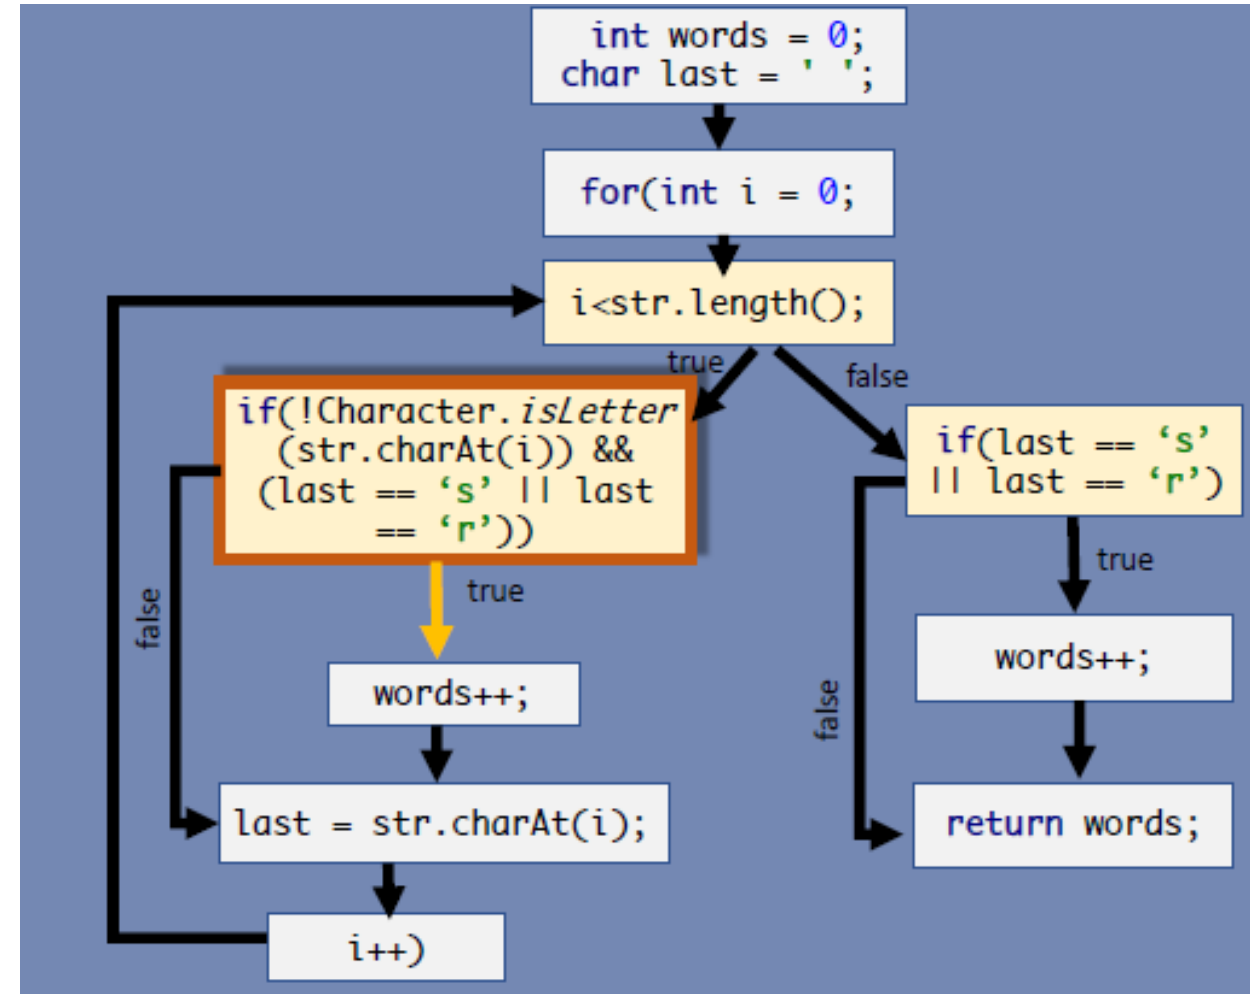 int words = 0;
char last = ' ';
for(int i = 0;
i<str.length();
true
false
if(!Character.isLetter
(str.charAt(i)) &&
(last == ‘s’ || last
== ‘r’))
if(last == ‘s’
|| last == ‘r’)
false
true
true
words++;
false
words++;
last = str.charAt(i);
return words;
i++)